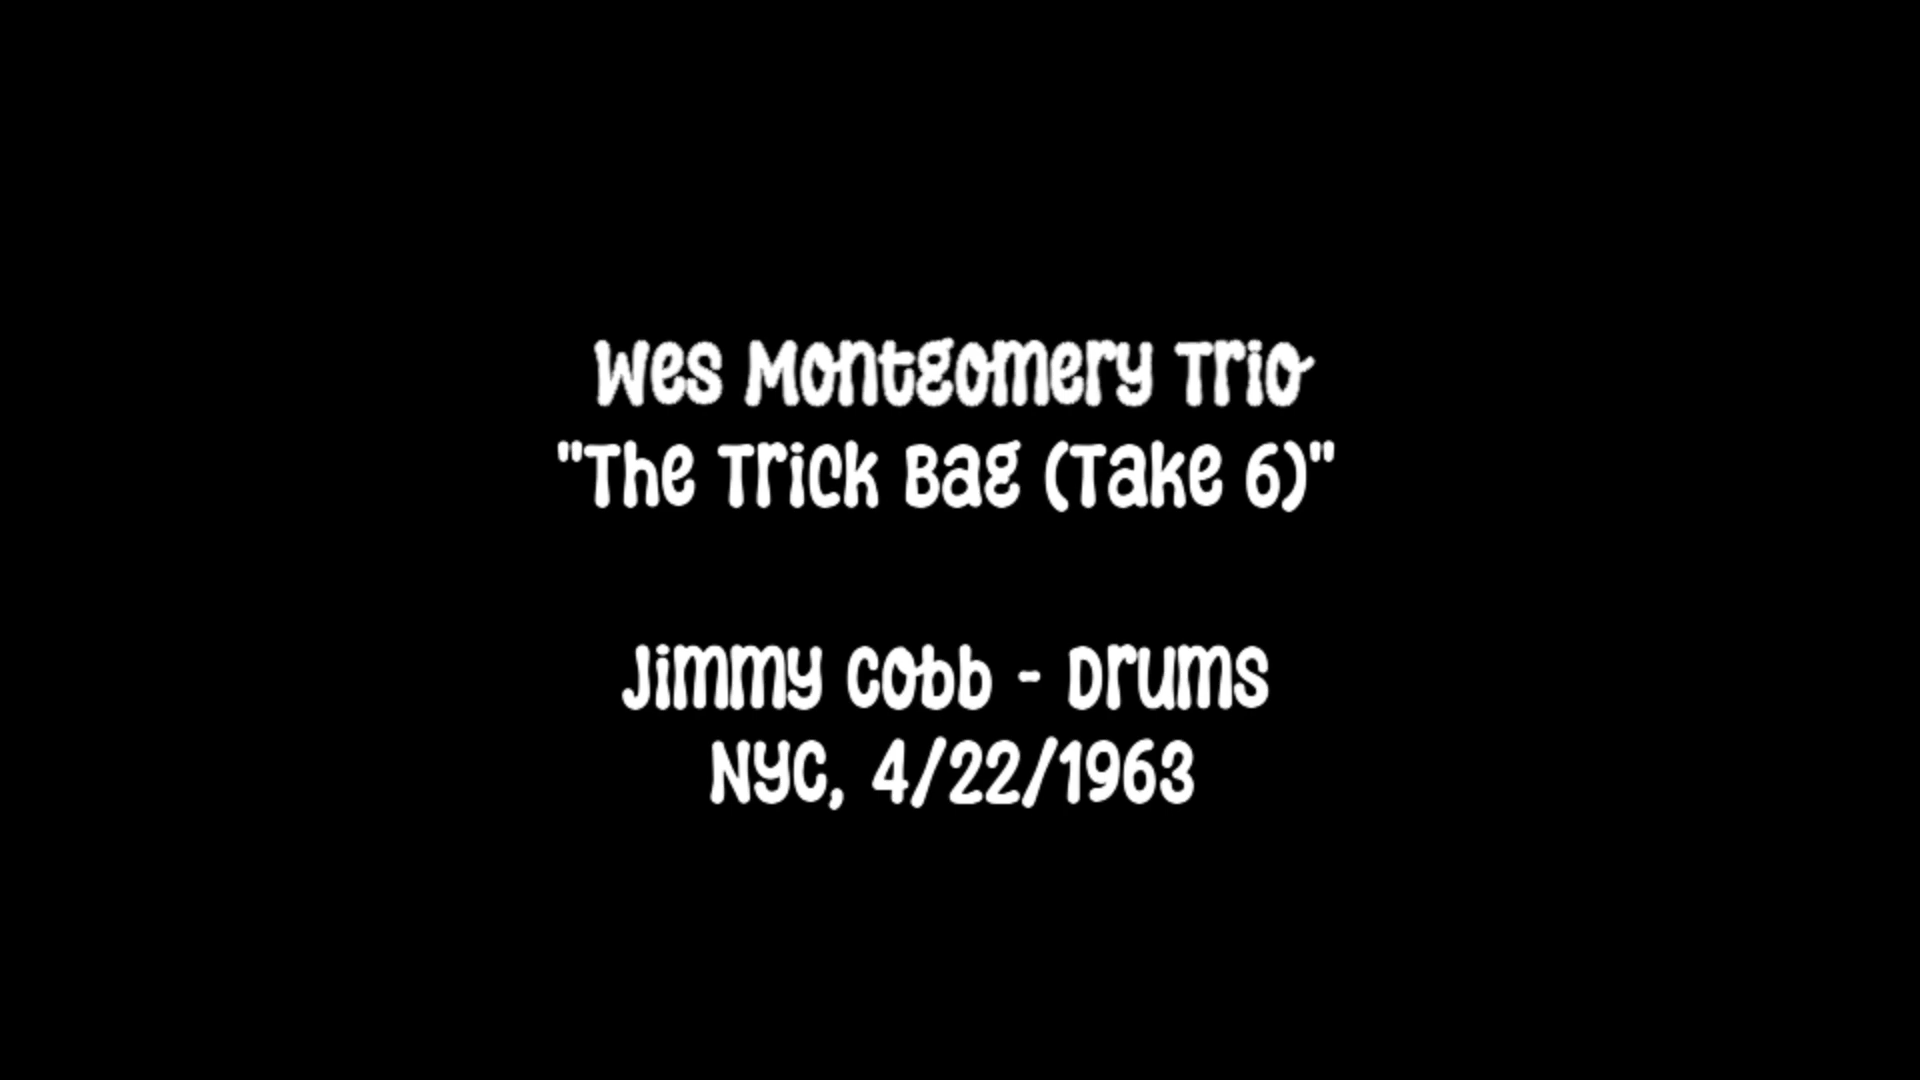 Wes Montgomery Trio
"The Trick Bag (Take 6)"
Jimmy Cobb - Drums
NYC, 4/22/1963